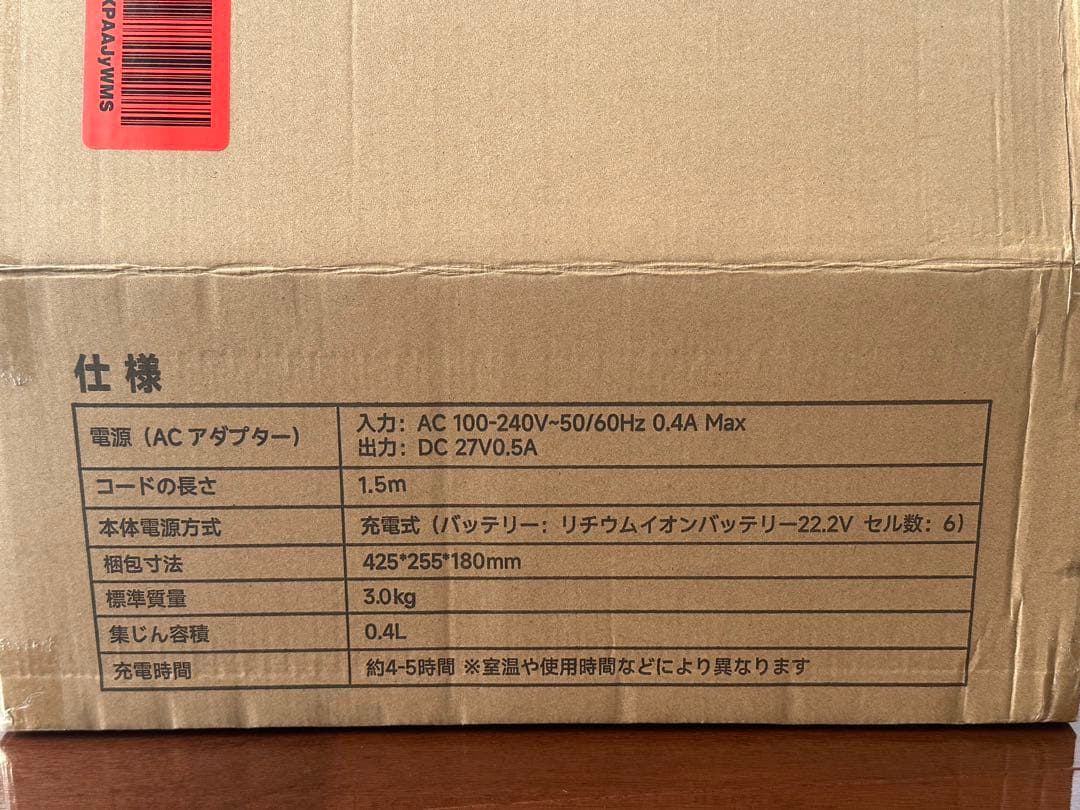 KPAAJyWMS
仕様
電源（AC アダプター） 入力：AC 100-240V~50/60Hz 0.4A Max
出力：DC 27V0.5A
コードの長さ 1.5m
本体電源方式 充電式（バッテリー：リチウムイオンバッテリー22.2V セル数：6）
梱包寸法 425*255*180mm
標準質量 3.0kg
集じん容積 0.4L
充電時間 約4-5時間 ※室温や使用時間などにより異なります